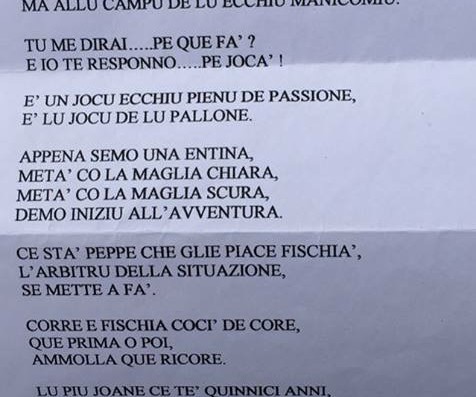 MA ALLU CAMPU DE LU ECCHIU MANICOMIU.
TU ME DIRAI.....PE QUE FA' ?
E IO TE RESPONNO.....PE JOCA' !
E' UN JOCU ECCHIU PIENU DE PASSIONE,
E' LU JOCU DE LU PALLONE.
APPENA SEMO UNA ENTINA,
META' CO LA MAGLIA CHIARA,
META' CO LA MAGLIA SCURA,
DEMO INIZIU ALL'AVVENTURA.
CE STA' PEPPE CHE GLIE PIACE FISCHIA',
L'ARBITRU DELLA SITUAZIONE,
SE METTE A FA'.
CORRE E FISCHIA COCI' DE CORE,
QUE PRIMA O POI,
AMMOLLA QUE RICORE.
LU PIU JOANE CE TE' QUINNICI ANNI,